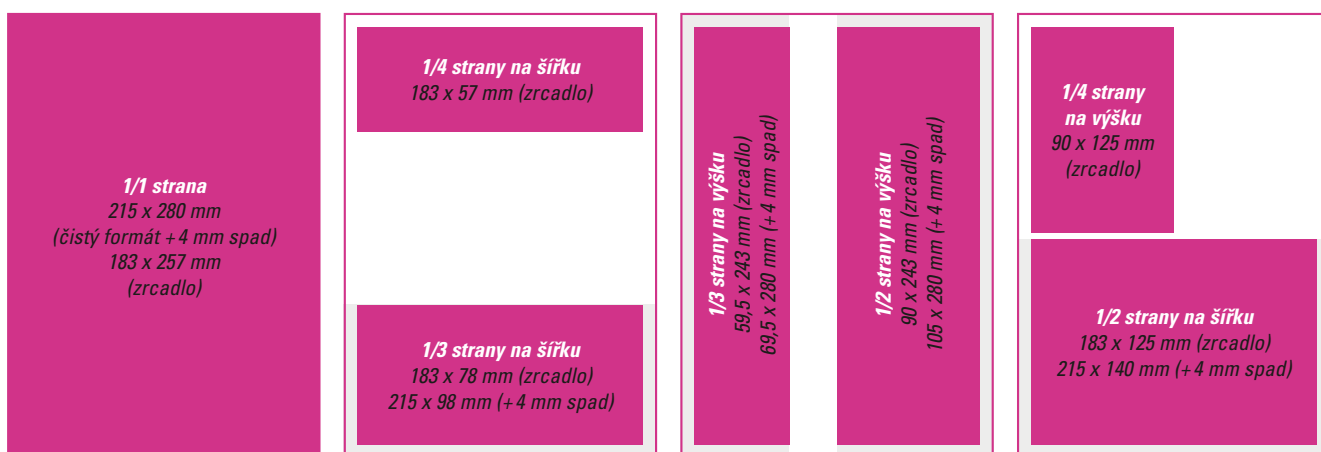 1/1 strana
215 x 280 mm
(čistý formát + 4 mm spad)
183 x 257 mm
(zrcadlo)
1/4 strany na šířku
183 x 57 mm (zrcadlo)
1/3 strany na šířku
183 x 78 mm (zrcadlo)
215 x 98 mm (+ 4 mm spad)
1/3 strany na výšku
59,5 x 243 mm (zrcadlo)
69,5 x 280 mm (+ 4 mm spad)
1/2 strany na výšku
90 x 243 mm (zrcadlo)
105 x 280 mm (+ 4 mm spad)
1/4 strany
na výšku
90 x 125 mm
(zrcadlo)
1/2 strany na šířku
183 x 125 mm (zrcadlo)
215 x 140 mm (+ 4 mm spad)